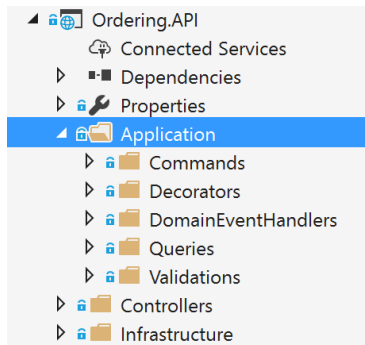 Ordering.API
Connected Services
Dependencies
Properties
Application
Commands
Decorators
DomainEventHandlers
Queries
Validations
Controllers
Infrastructure